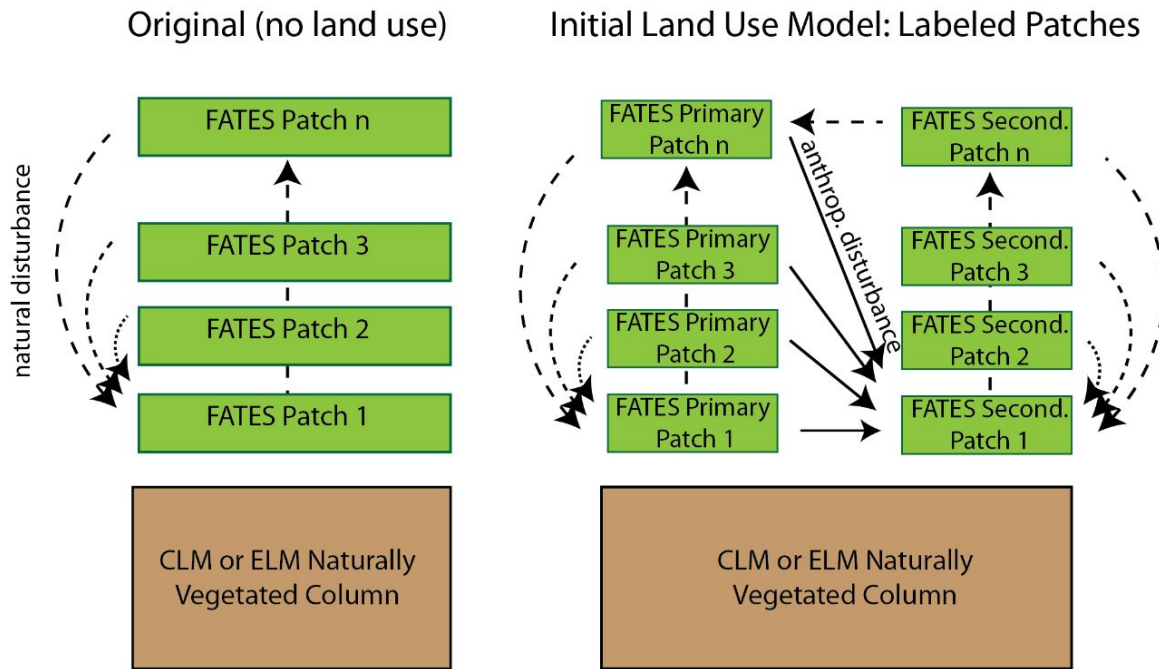 Original (no land use)
natural disturbance
FATES Patch n
FATES Patch 3
FATES Patch 2
FATES Patch 1
CLM or ELM Naturally
Vegetated Column
Initial Land Use Model: Labeled Patches
FATES Primary
Patch n
FATES Primary
Patch 3
FATES Primary
Patch 2
FATES Primary
Patch 1
anthrop. disturbance
FATES Second.
Patch n
FATES Second.
Patch 3
FATES Second.
Patch 2
FATES Second.
Patch 1
CLM or ELM Naturally
Vegetated Column